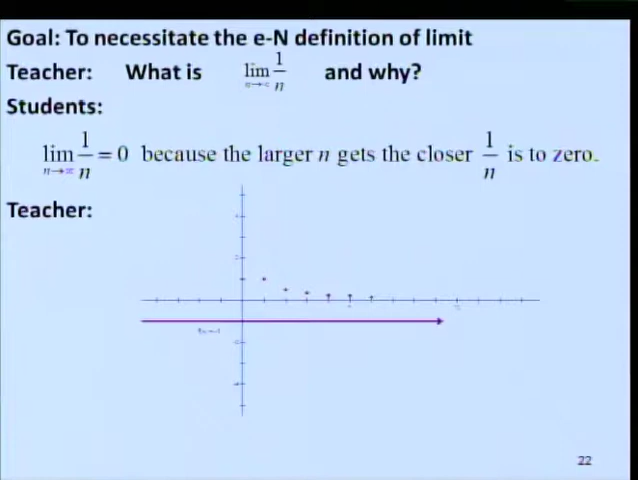 Goal: To necessitate the e-N definition of limit
Teacher: What is lim 1/n and why?
Students:
lim n→∞ 1/n = 0 because the larger n gets the closer 1/n is to zero.
Teacher:
22